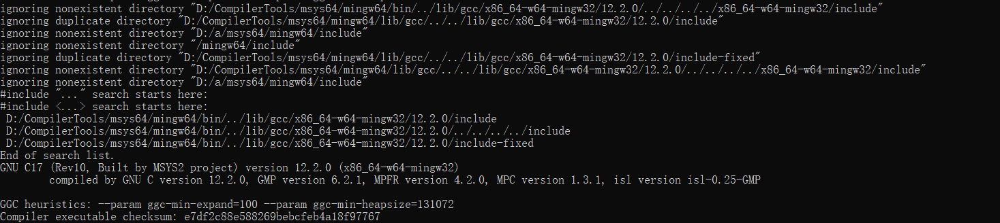 ignoring nonexistent directory "D:/CompilerTools/msys64/mingw64/bin/../lib/gcc/x86_64-w64-mingw32/12.2.0/../../../../x86_64-w64-mingw32/include"
ignoring duplicate directory "D:/CompilerTools/msys64/mingw64/lib/gcc/../../lib/gcc/x86_64-w64-mingw32/12.2.0/include"
ignoring nonexistent directory "D:/a/msys64/mingw64/include"
ignoring nonexistent directory "/mingw64/include"
ignoring duplicate directory "D:/CompilerTools/msys64/mingw64/lib/gcc/../../lib/gcc/x86_64-w64-mingw32/12.2.0/include-fixed"
ignoring nonexistent directory "D:/CompilerTools/msys64/mingw64/lib/gcc/../../lib/gcc/x86_64-w64-mingw32/12.2.0/../../../../x86_64-w64-mingw32/include"
ignoring nonexistent directory "D:/a/msys64/mingw64/include"
#include "..." search starts here:
#include <...> search starts here:
 D:/CompilerTools/msys64/mingw64/bin/../lib/gcc/x86_64-w64-mingw32/12.2.0/include
 D:/CompilerTools/msys64/mingw64/bin/../lib/gcc/x86_64-w64-mingw32/12.2.0/../../../../include
 D:/CompilerTools/msys64/mingw64/bin/../lib/gcc/x86_64-w64-mingw32/12.2.0/include-fixed
End of search list.
GNU C17 (Rev10, Built by MSYS2 project) version 12.2.0 (x86_64-w64-mingw32)
        compiled by GNU C version 12.2.0, GMP version 6.2.1, MPFR version 4.2.0, MPC version 1.3.1, isl version isl-0.25-GMP

GGC heuristics: --param ggc-min-expand=100 --param ggc-min-heapsize=131072
Compiler executable checksum: e7df2c88e588269bebcfeb4a18f97767